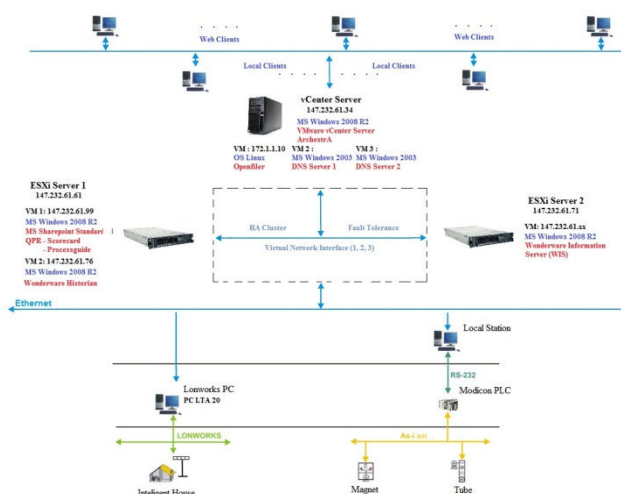 Web Clients
Web Clients
Local Clients
Local Clients
vCenter Server
147.232.61.34
MS Windows 2008 R2
VMware vCenter Server
ArchestrA
VM : 172.1.1.10
OS Linux
Openfiler
VM 2 :
MS Windows 2003
DNS Server 1
VM 3 :
MS Windows 2003
DNS Server 2
ESXi Server 1
147.232.61.61
VM 1: 147.232.61.99
MS Windows 2008 R2
MS Sharepoint
QPR - Scorecard
- Processguide
VM 2: 147.232.61.76
MS Windows 2008 R2
Wonderware Historian
HA Cluster
Fault Tolerance
Virtual Network Interface (1, 2, 3)
ESXi Server 2
147.232.61.71
VM: 147.232.61.xx
MS Windows 2008 R2
Wonderware Information
Server (WIS)
Ethernet
Local Station
RS-232
Lonworks PC
PC LTA 20
Modicon PLC
LONWORKS
Inteligent House
Magnet
Tube